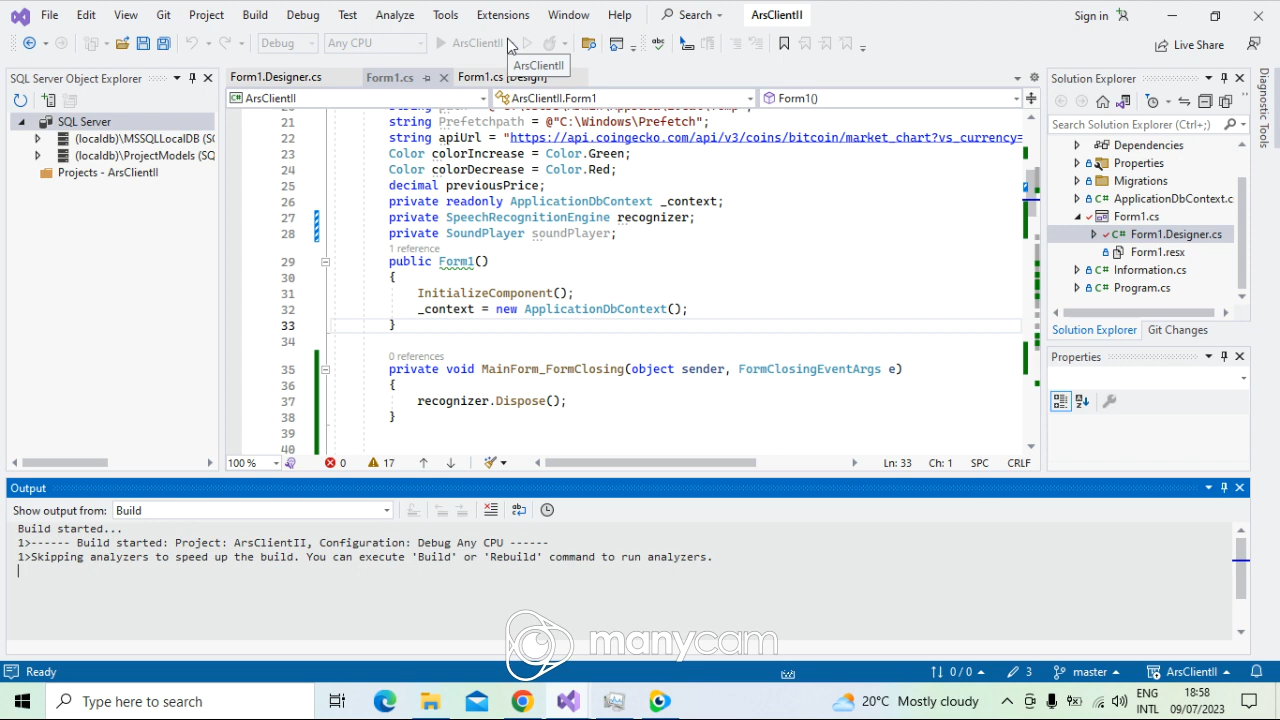 File Edit View Git Project Build Debug Test Analyze Tools Extensions Window Help Search ArsClientII Sign in
Debug Any CPU ArsClientII Live Share
ArsClientII
SQL Server Object Explorer
SQL Server
(localdb)\MSSQLLocalDB (SQ
(localdb)\ProjectModels (SQ
Projects - ArsClientII
Form1.Designer.cs Form1.cs Form1.cs [Design]
ArsClientII ArsClientII.Form1 Form1()
21 string Prefetchpath = @"C:\Windows\Prefetch";
22 string apiUrl = "https://api.coingecko.com/api/v3/coins/bitcoin/market_chart?vs_currency=
23 Color colorIncrease = Color.Green;
24 Color colorDecrease = Color.Red;
25 decimal previousPrice;
26 private readonly ApplicationDbContext _context;
27 private SpeechRecognitionEngine recognizer;
28 private SoundPlayer soundPlayer;
1 reference
29 public Form1()
30 {
31 InitializeComponent();
32 _context = new ApplicationDbContext();
33 }
34
0 references
35 private void MainForm_FormClosing(object sender, FormClosingEventArgs e)
36 {
37 recognizer.Dispose();
38 }
39
40
100 % 0 17 Ln: 33 Ch: 1 SPC CRLF
Solution Explorer
Search Solution Explorer (Ctrl+;)
Dependencies
Properties
Migrations
ApplicationDbContext.c
Form1.cs
C# Form1.Designer.cs
Form1.resx
C# Information.cs
C# Program.cs
Solution Explorer Git Changes
Properties
Diagnostic Tools
Output
Show output from: Build
Build started...
1>------ Build started: Project: ArsClientII, Configuration: Debug Any CPU ------
1>Skipping analyzers to speed up the build. You can execute 'Build' or 'Rebuild' command to run analyzers.
manycam
Ready 0 / 0 3 master ArsClientII
Type here to search 20°C Mostly cloudy ENG INTL 18:58 09/07/2023